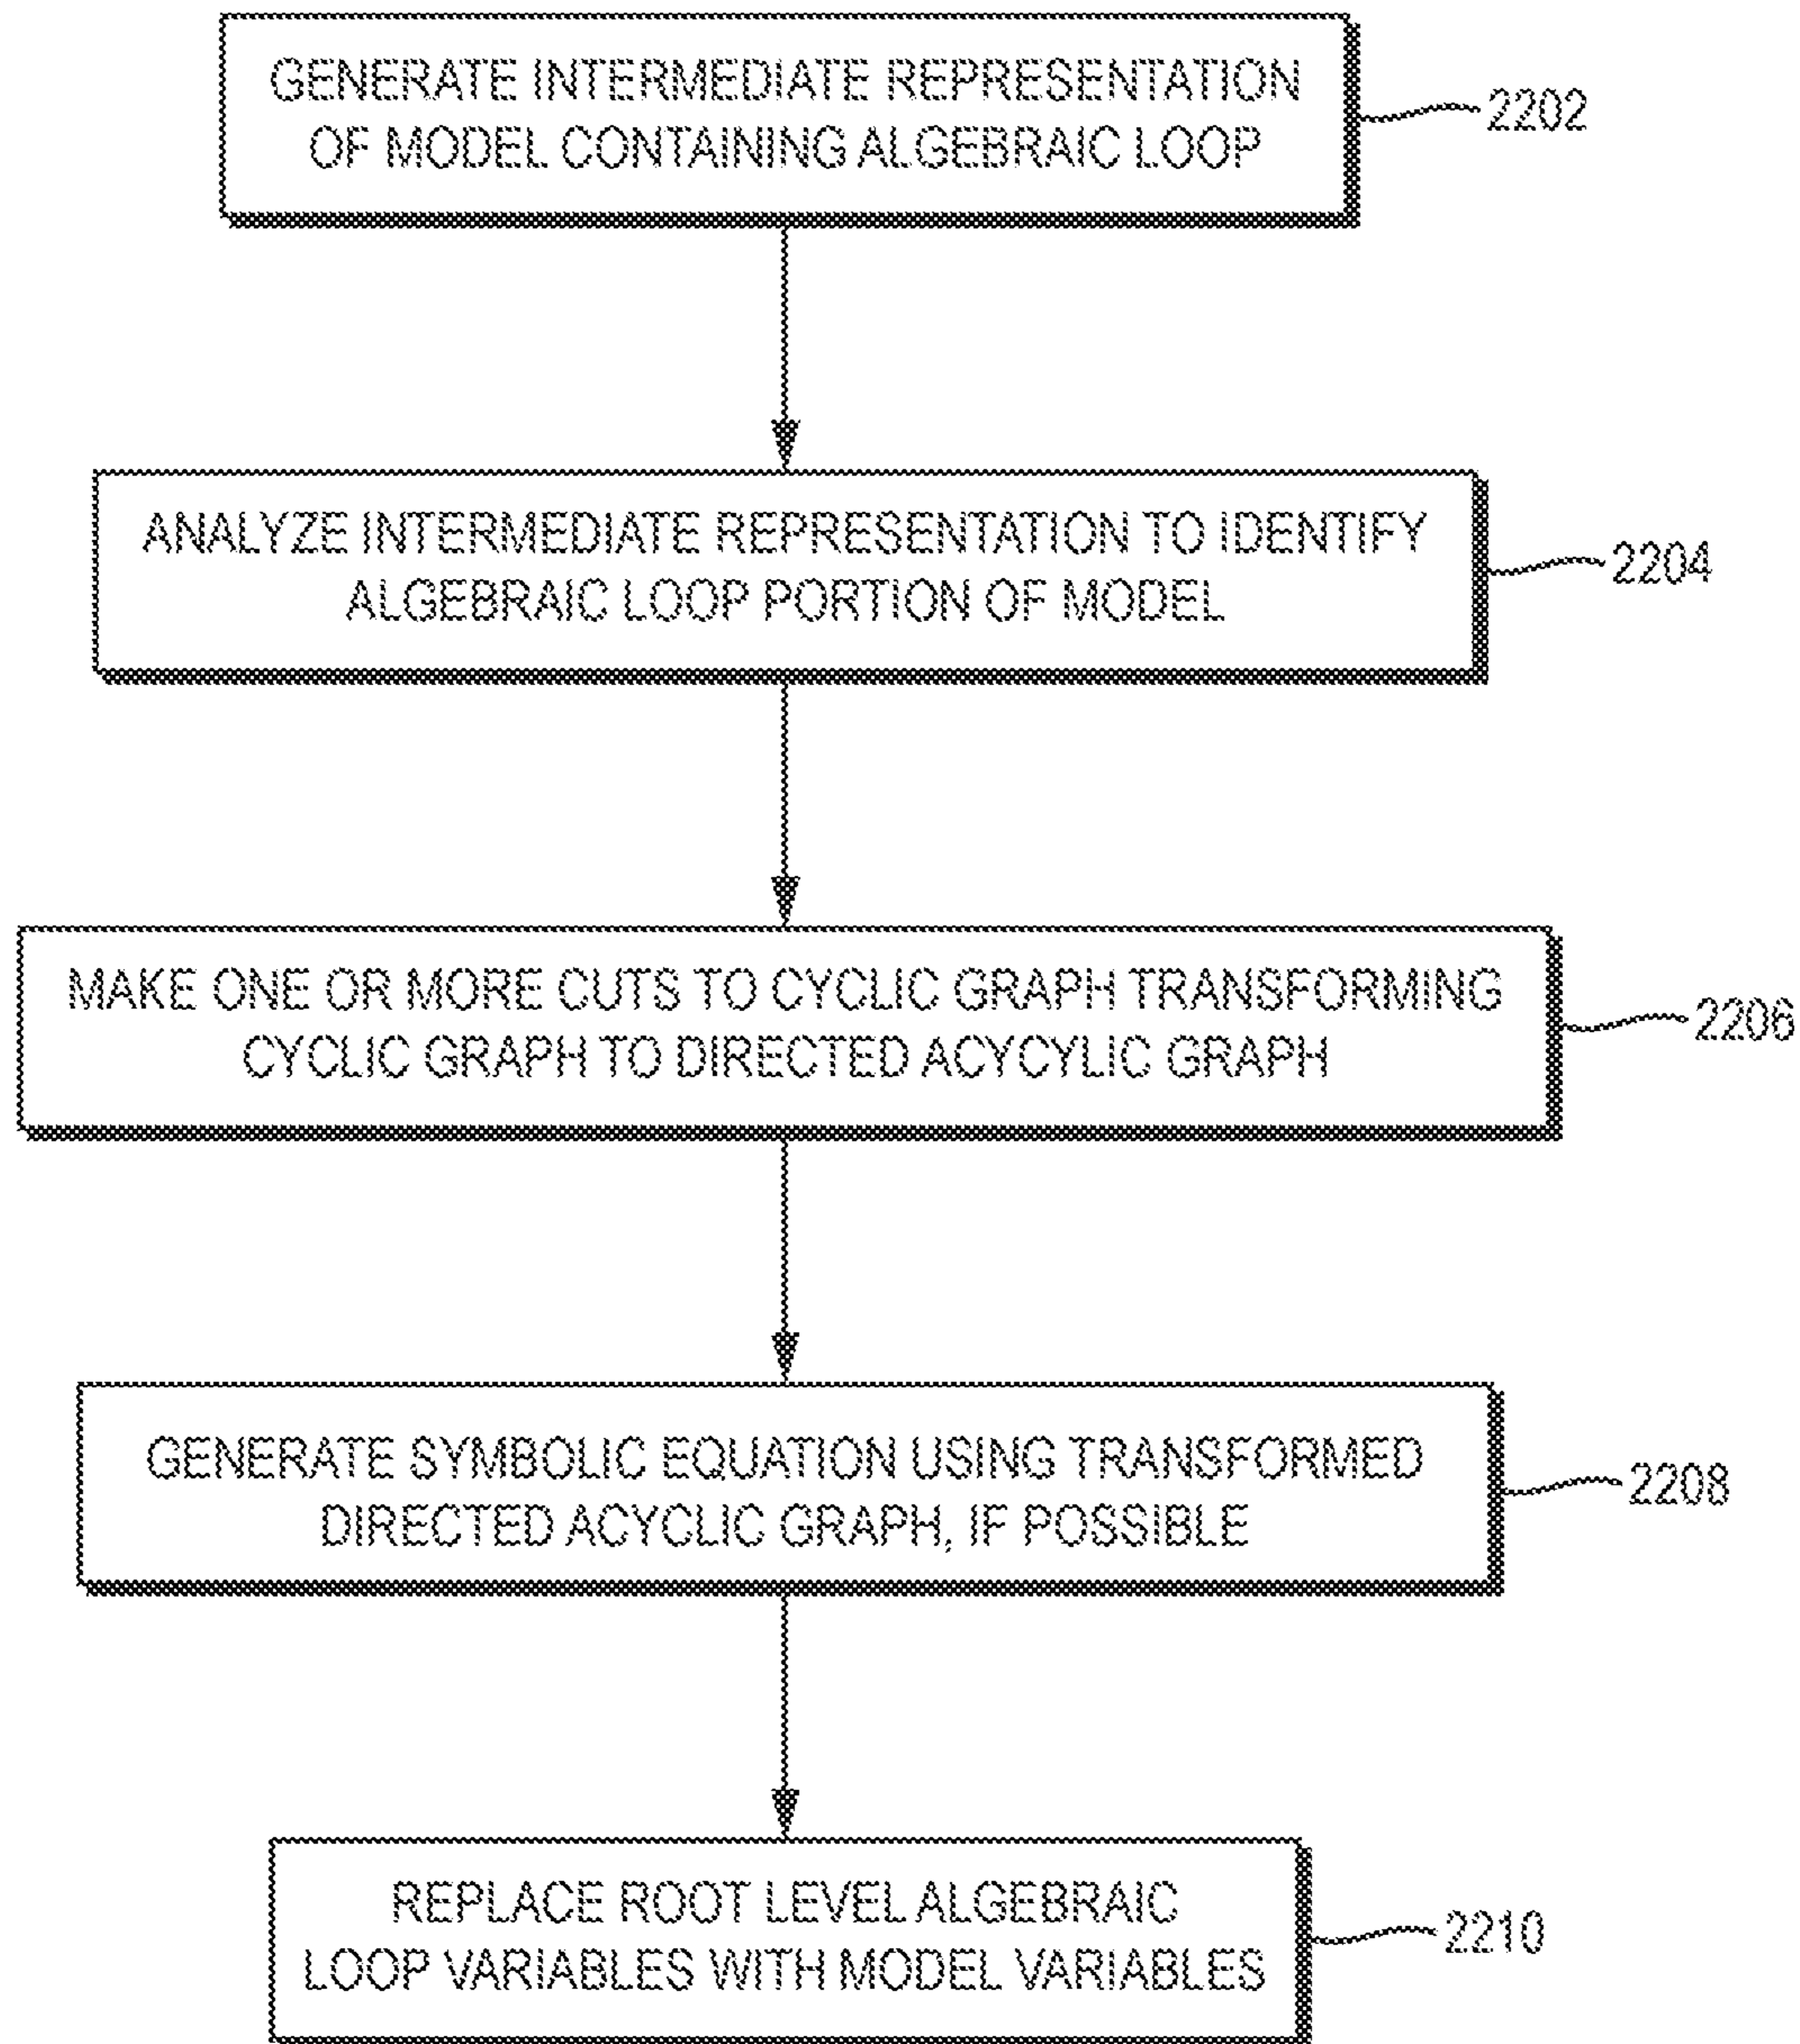 GENERATE INTERMEDIATE REPRESENTATION
OF MODEL CONTAINING ALGEBRAIC LOOP
2202
ANALYZE INTERMEDIATE REPRESENTATION TO IDENTIFY
ALGEBRAIC LOOP PORTION OF MODEL
2204
MAKE ONE OR MORE CUTS TO CYCLIC GRAPH TRANSFORMING
CYCLIC GRAPH TO DIRECTED ACYCYLIC GRAPH
2206
GENERATE SYMBOLIC EQUATION USING TRANSFORMED
DIRECTED ACYCLIC GRAPH, IF POSSIBLE
2208
REPLACE ROOT LEVEL ALGEBRAIC
LOOP VARIABLES WITH MODEL VARIABLES
2210